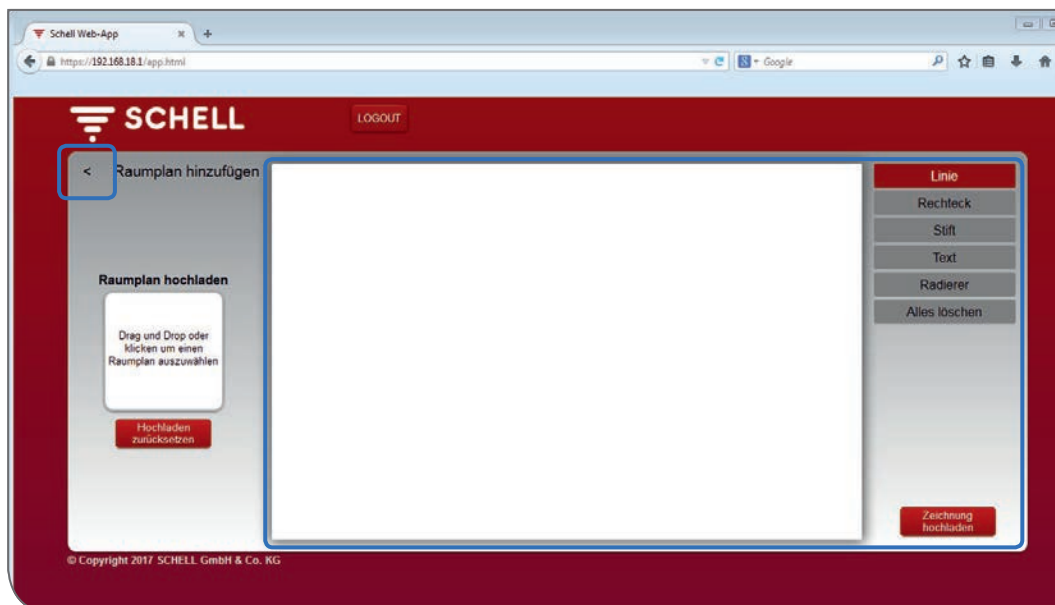 Schell Web-App × +
https://192.168.18.1/app.html
Google
SCHELL
LOGOUT
< Raumplan hinzufügen
Raumplan hochladen
Drag und Drop oder
klicken um einen
Raumplan auszuwählen
Hochladen
zurücksetzen
Linie
Rechteck
Stift
Text
Radierer
Alles löschen
Zeichnung
hochladen
© Copyright 2017 SCHELL GmbH & Co. KG